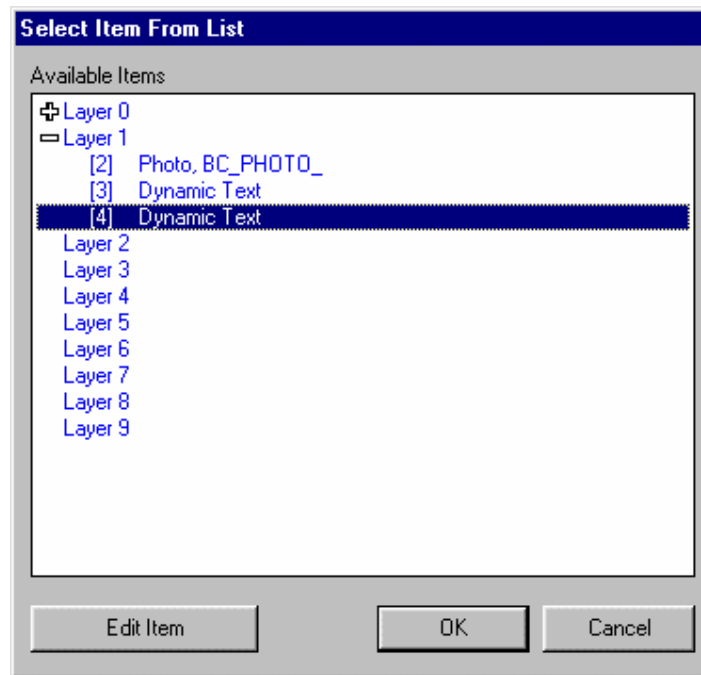 Select Item From List
Available Items
Layer 0
Layer 1
[2] Photo, BC_PHOTO_
[3] Dynamic Text
[4] Dynamic Text
Layer 2
Layer 3
Layer 4
Layer 5
Layer 6
Layer 7
Layer 8
Layer 9
Edit Item OK Cancel